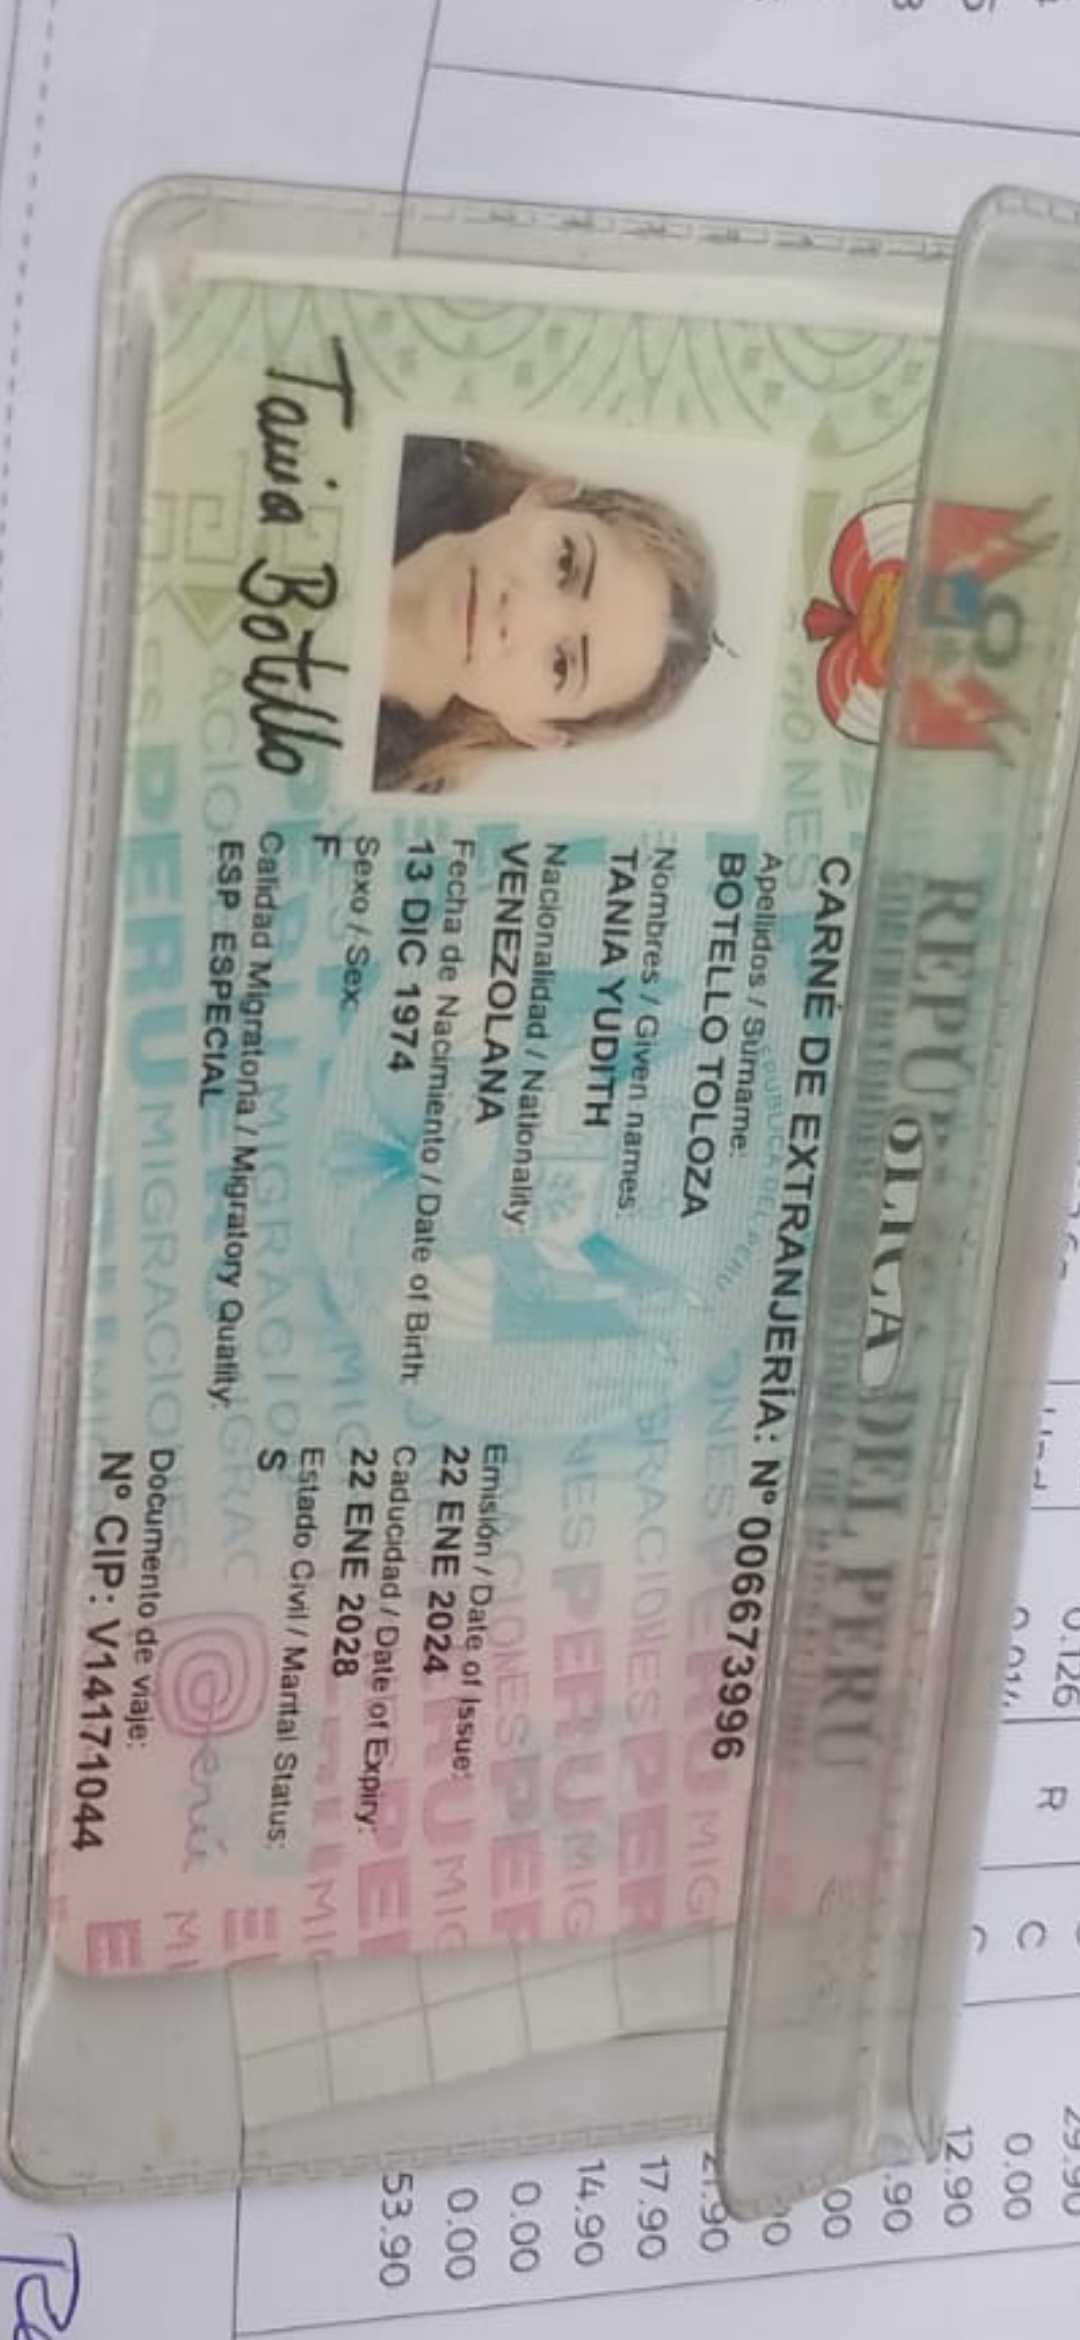 REPÚBLICA DEL PERÚ
CARNÉ DE EXTRANJERÍA: Nº 006673996
Apellidos / Surname:
BOTELLO TOLOZA
Nombres / Given names:
TANIA YUDITH
Nacionalidad / Nationality:
VENEZOLANA
Fecha de Nacimiento / Date of Birth:
13 DIC 1974
Sexo / Sex:
F
Calidad Migratoria / Migratory Quality:
ESP ESPECIAL
Emisión / Date of Issue:
22 ENE 2024
Caducidad / Date of Expiry:
22 ENE 2028
Estado Civil / Marital Status:
S
Documento de viaje:
Nº CIP: V14171044
Tania Botello
PERU MIGRACIONES
0.126
R
C
29.90
0.00
12.90
17.90
14.90
0.00
0.00
53.90